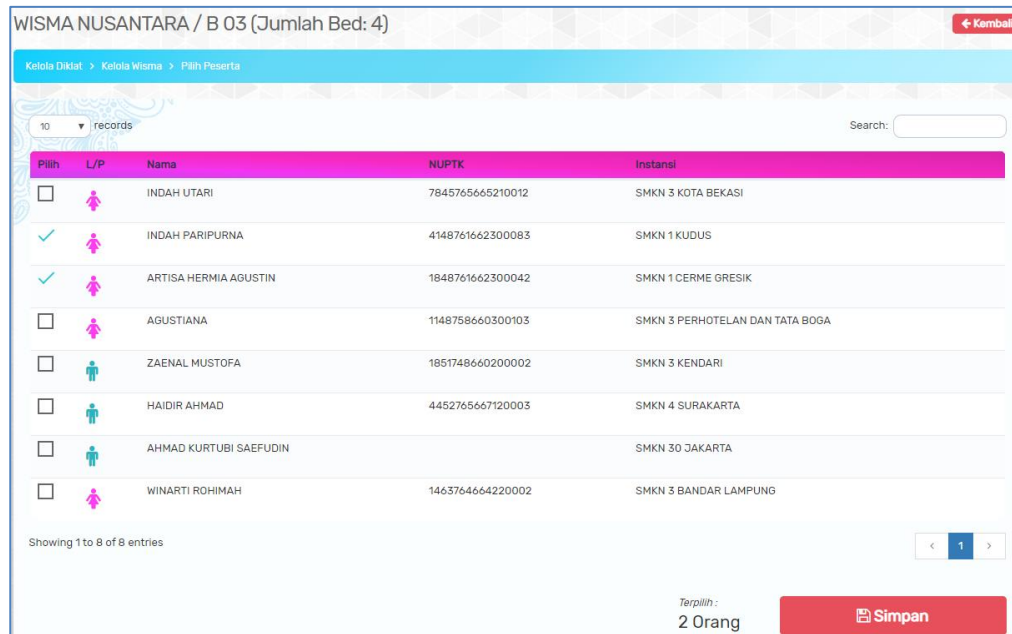 WISMA NUSANTARA / B 03 (Jumlah Bed: 4)
Kembali
Kelola Diklat > Kelola Wisma > Pilih Peserta
10 records
Search:
Pilih L/P Nama NUPTK Instansi
INDAH UTARI 7845765665210012 SMKN 3 KOTA BEKASI
INDAH PARIPURNA 4148761662300083 SMKN 1 KUDUS
ARTISA HERMIA AGUSTIN 1848761662300042 SMKN 1 CERME GRESIK
AGUSTIANA 1148758660300103 SMKN 3 PERHOTELAN DAN TATA BOGA
ZAENAL MUSTOFA 1851748660200002 SMKN 3 KENDARI
HAIDIR AHMAD 4452765667120003 SMKN 4 SURAKARTA
AHMAD KURTUBI SAEFUDIN SMKN 30 JAKARTA
WINARTI ROHIMAH 1463764664220002 SMKN 3 BANDAR LAMPUNG
Showing 1 to 8 of 8 entries
< 1 >
Terpilih :
2 Orang
Simpan